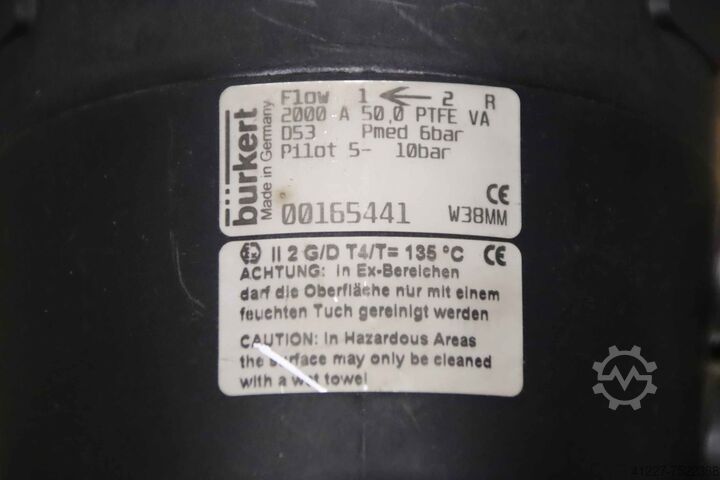 bürkert
Made in Germany
Flow 1 ← 2 R
2000 A 50,0 PTFE VA
D53 Pmed 6bar
Pilot 5- 10bar
CE
00165441 W38MM
Ex II 2 G/D T4/T= 135 °C CE
ACHTUNG: in Ex-Bereichen
darf die Oberfläche nur mit einem
feuchten Tuch gereinigt werden
CAUTION: in Hazardous Areas
the surface may only be cleaned
with a wet towel